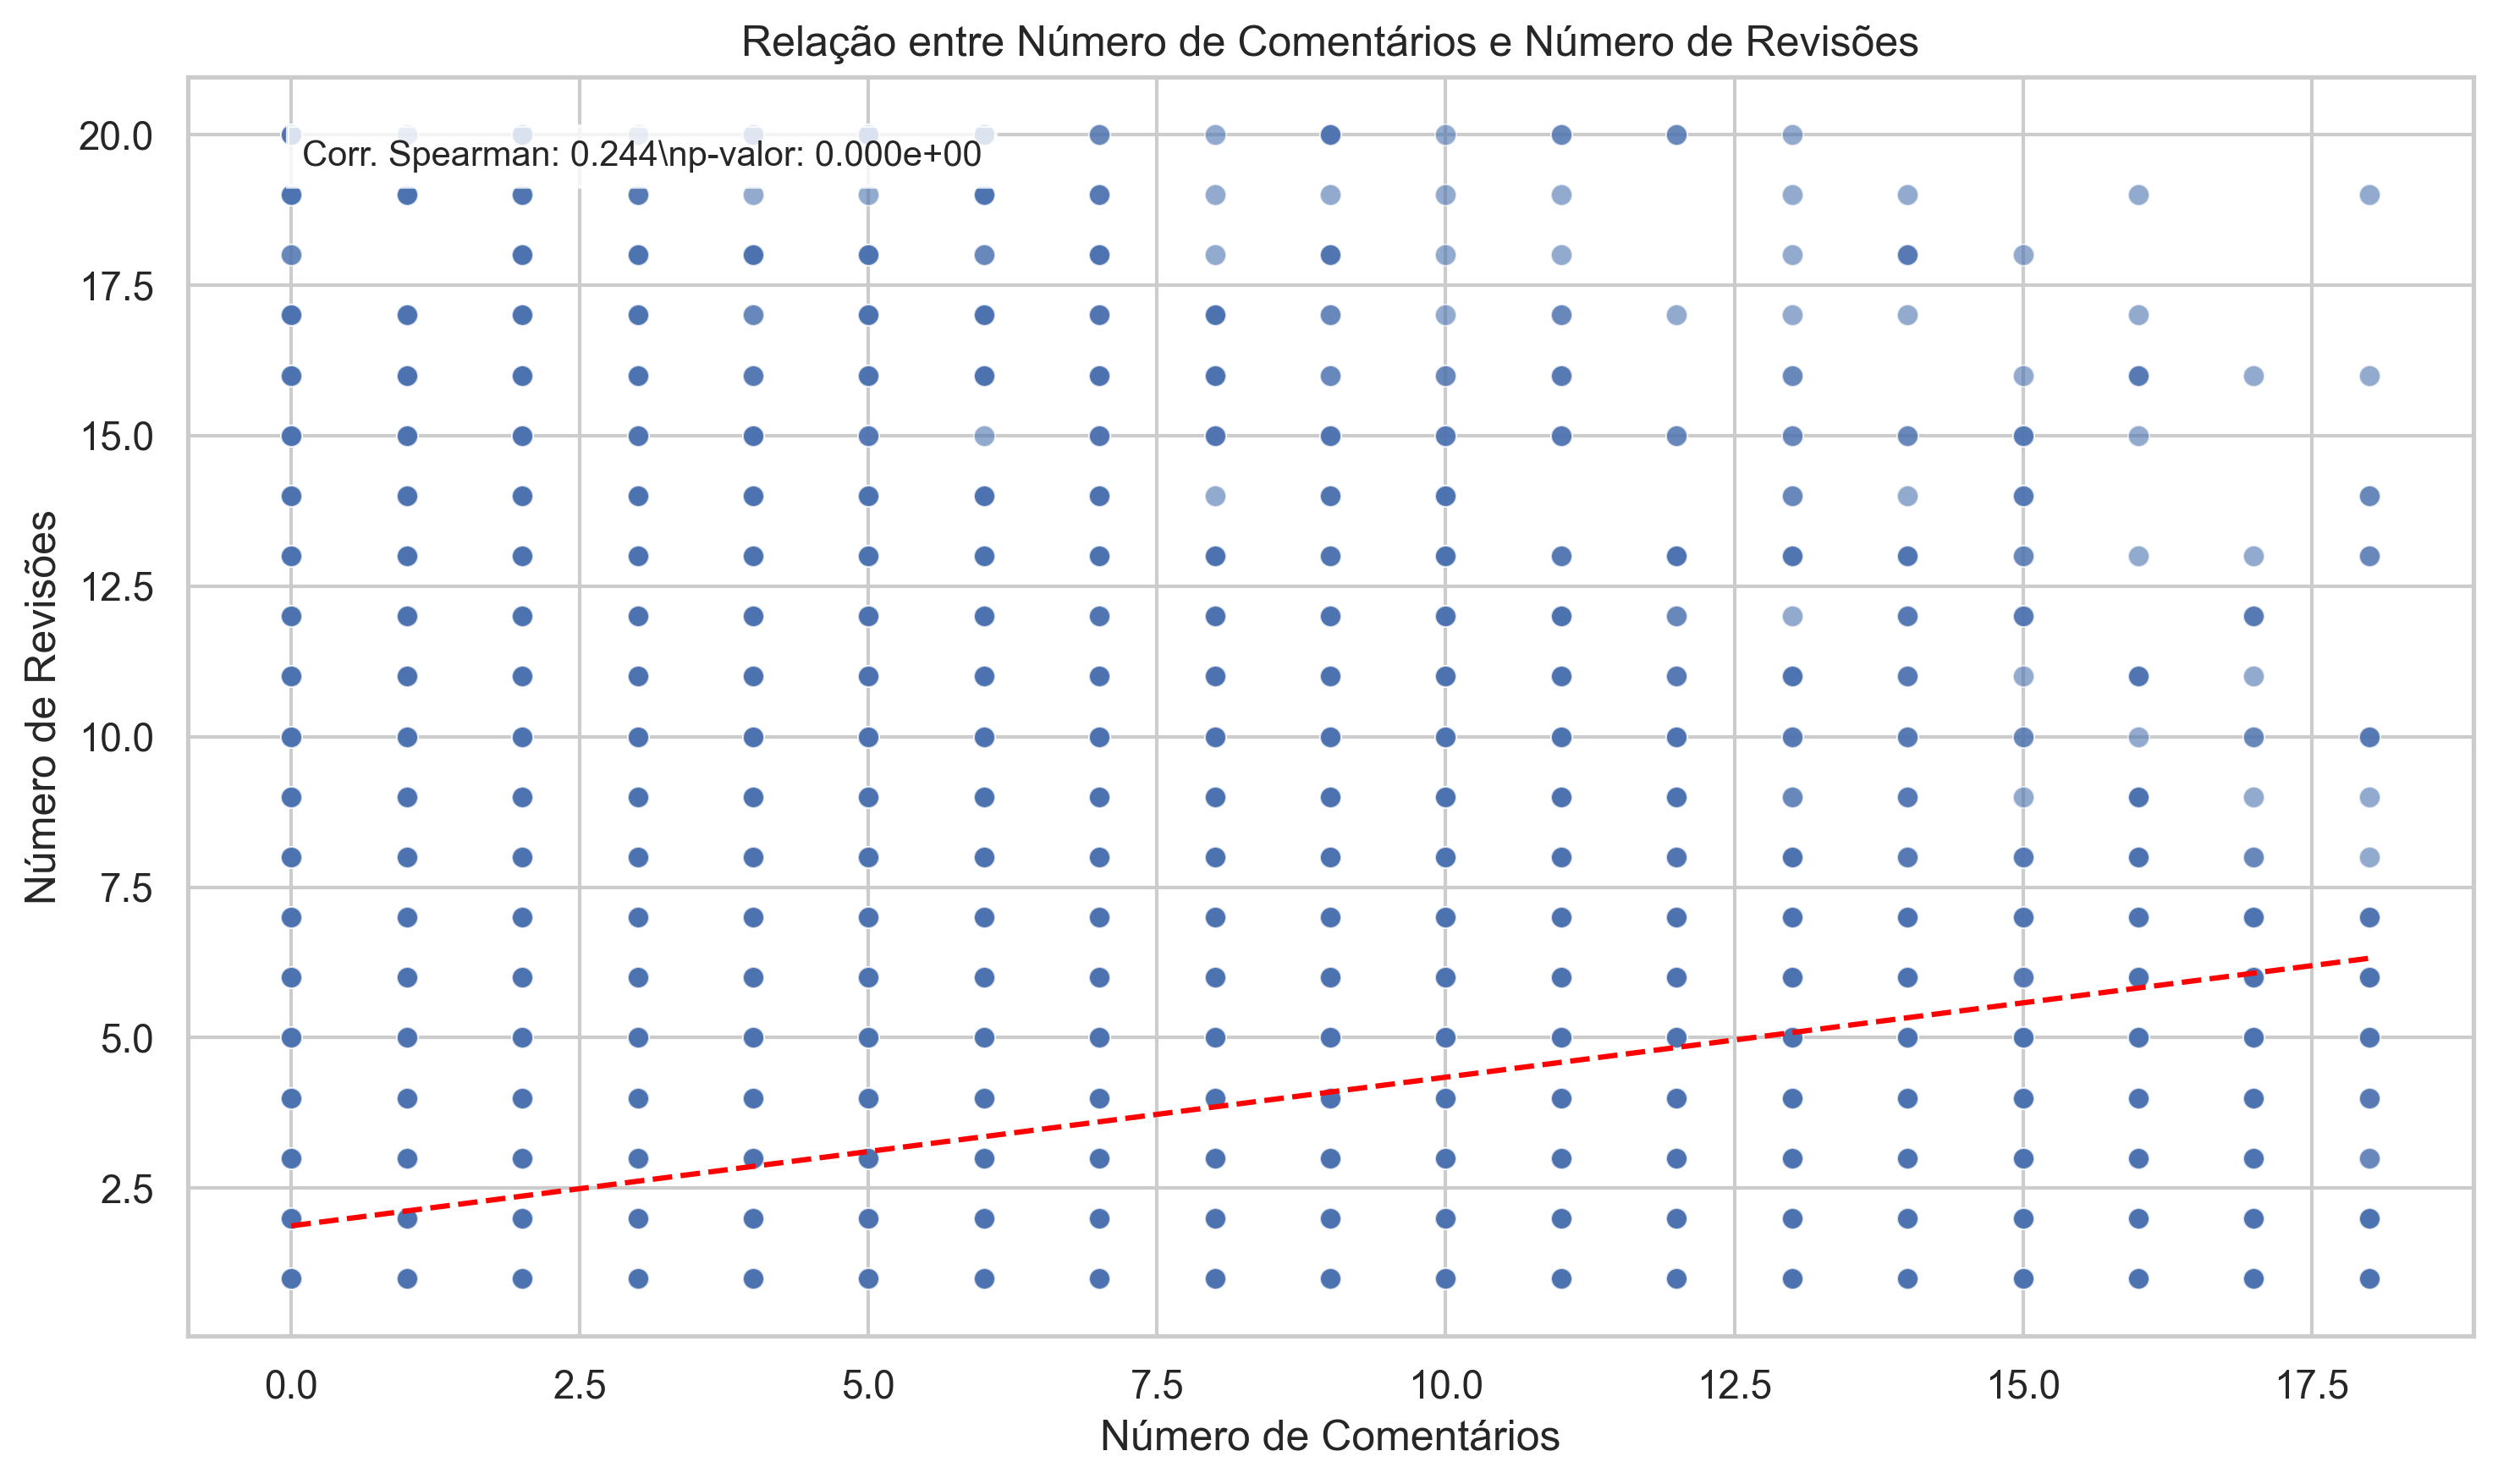 Relação entre Número de Comentários e Número de Revisões
20.0
Corr. Spearman: 0.244\np-valor: 0.000e+00
17.5
15.0
12.5
10.0
7.5
5.0
2.5
Número de Revisões
0.0 2.5 5.0 7.5 10.0 12.5 15.0 17.5
Número de Comentários